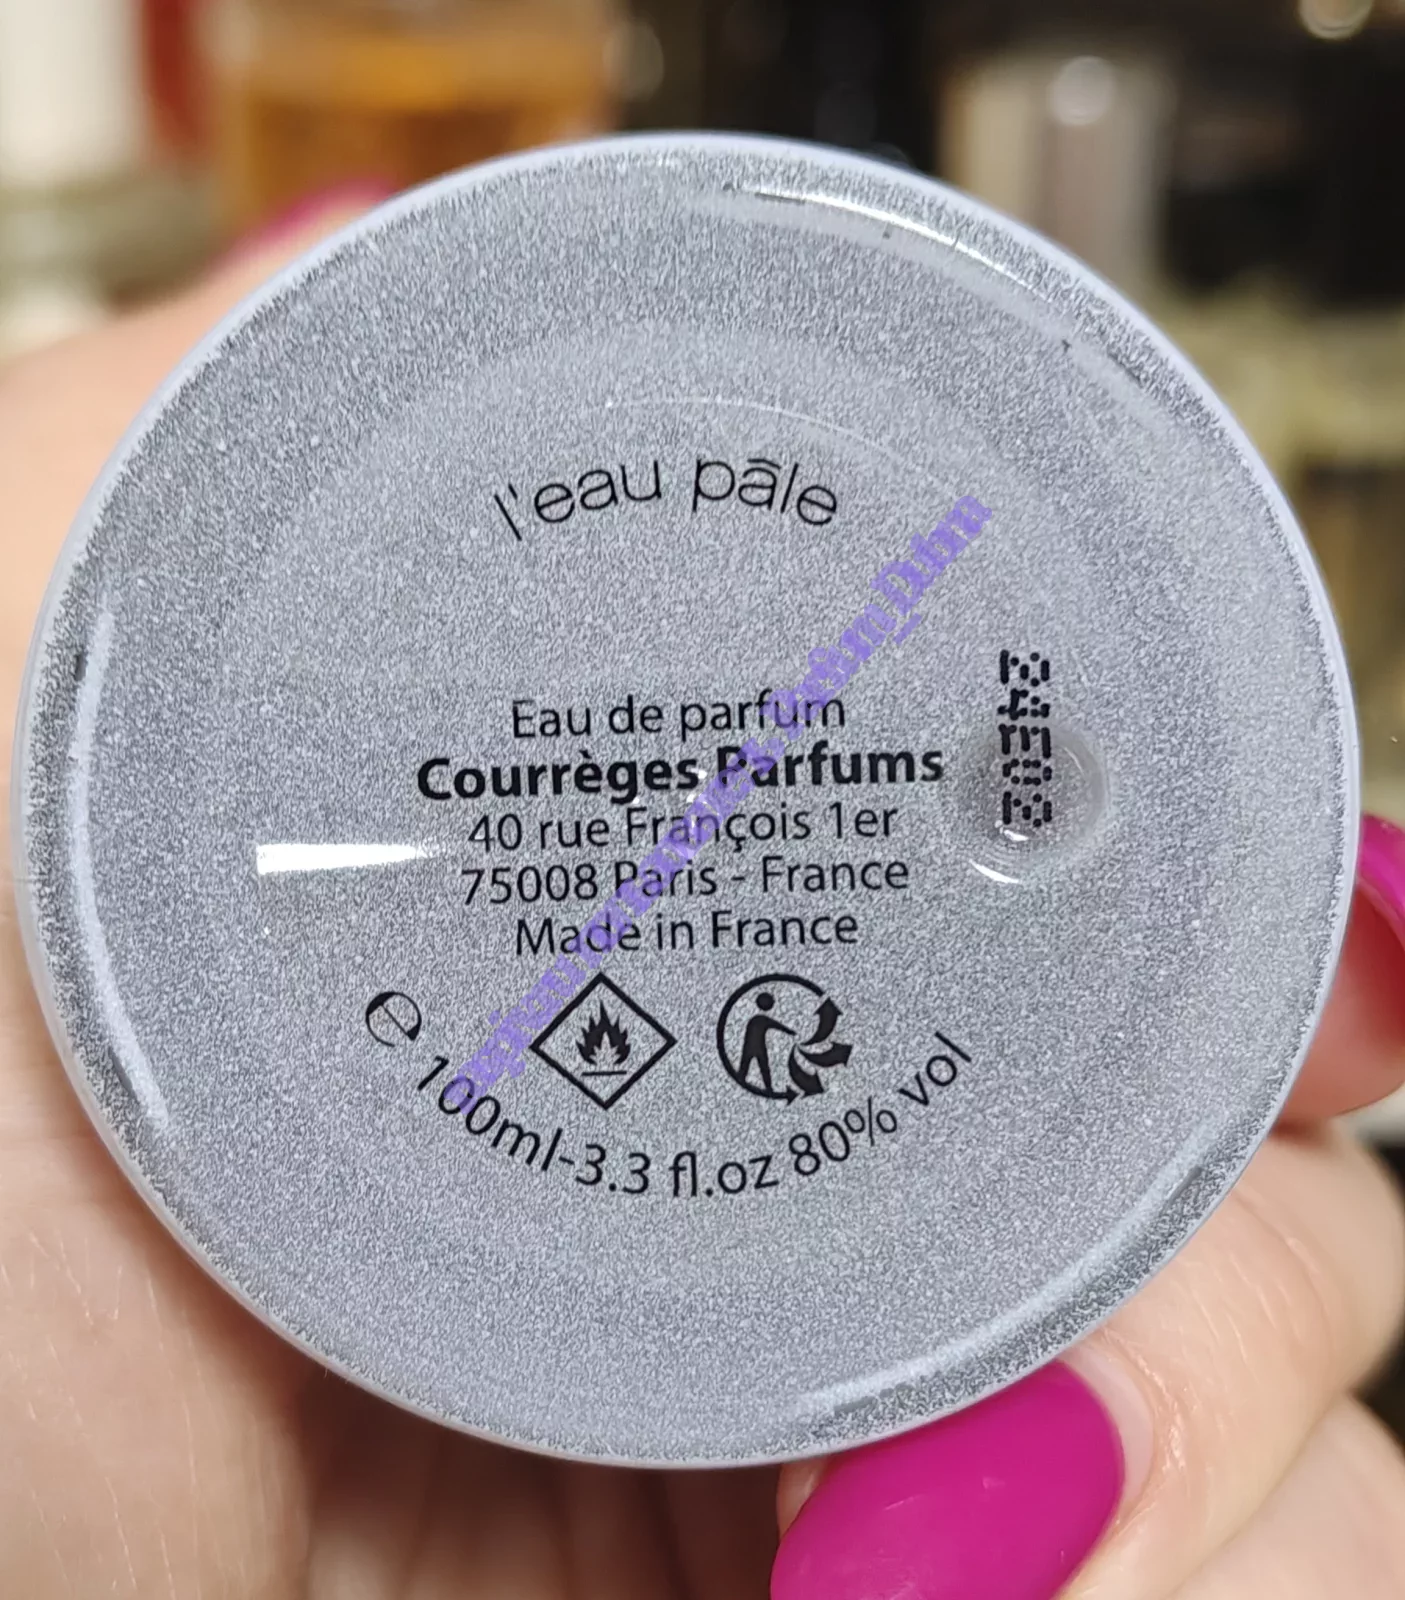 l'eau pâle
Eau de parfum
Courrèges Parfums
40 rue François 1er
75008 Paris - France
Made in France
e 100ml-3.3 fl.oz 80% vol